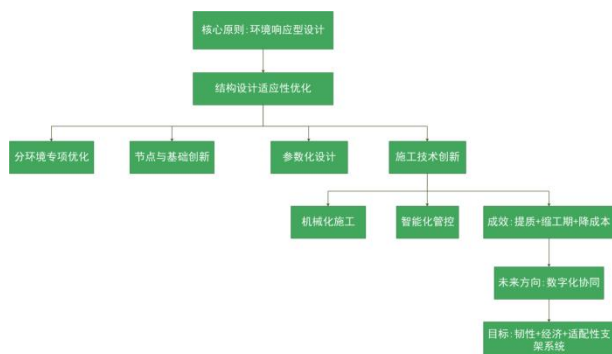 核心原则:环境响应型设计
结构设计适应性优化
分环境专项优化
节点与基础创新
参数化设计
施工技术创新
机械化施工
智能化管控
成效:提质+缩工期+降成本
未来方向:数字化协同
目标:韧性+经济+适配性支
架系统